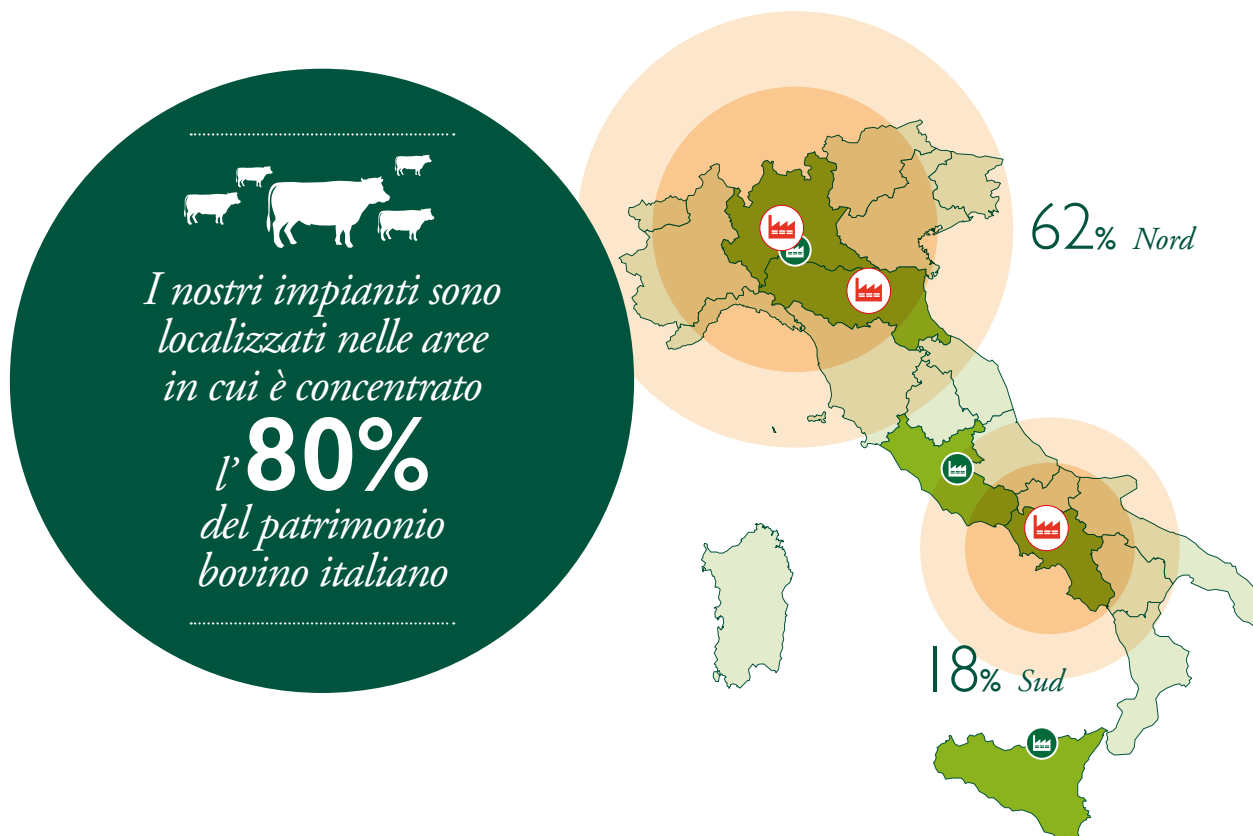 I nostri impianti sono
localizzati nelle aree
in cui è concentrato
l'80%
del patrimonio
bovino italiano
62% Nord
18% Sud